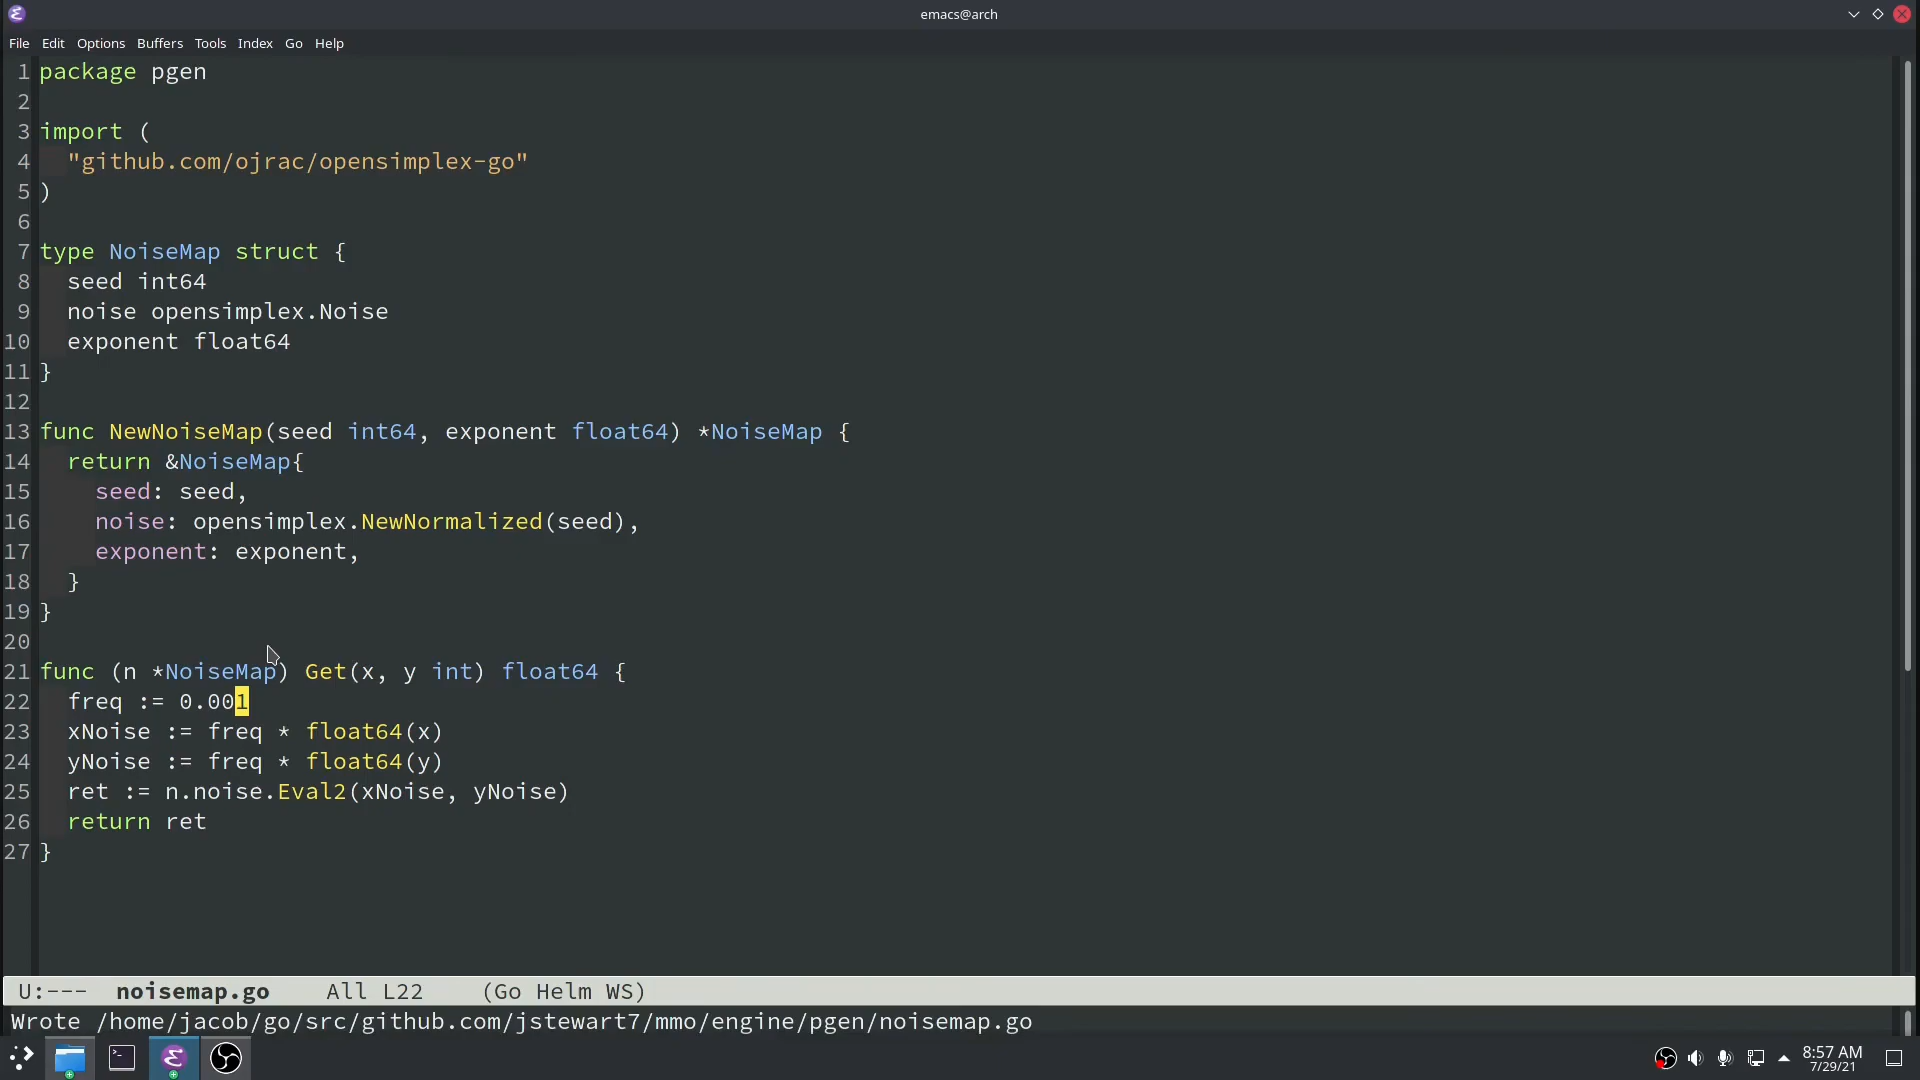 emacs@arch
File Edit Options Buffers Tools Index Go Help
1 package pgen
2
3 import (
4 "github.com/ojrac/opensimplex-go"
5 )
6
7 type NoiseMap struct {
8 seed int64
9 noise opensimplex.Noise
10 exponent float64
11 }
12
13 func NewNoiseMap(seed int64, exponent float64) *NoiseMap {
14 return &NoiseMap{
15 seed: seed,
16 noise: opensimplex.NewNormalized(seed),
17 exponent: exponent,
18 }
19 }
20
21 func (n *NoiseMap) Get(x, y int) float64 {
22 freq := 0.001
23 xNoise := freq * float64(x)
24 yNoise := freq * float64(y)
25 ret := n.noise.Eval2(xNoise, yNoise)
26 return ret
27 }
U:--- noisemap.go All L22 (Go Helm WS)
Wrote /home/jacob/go/src/github.com/jstewart7/mmo/engine/pgen/noisemap.go
8:57 AM
7/29/21